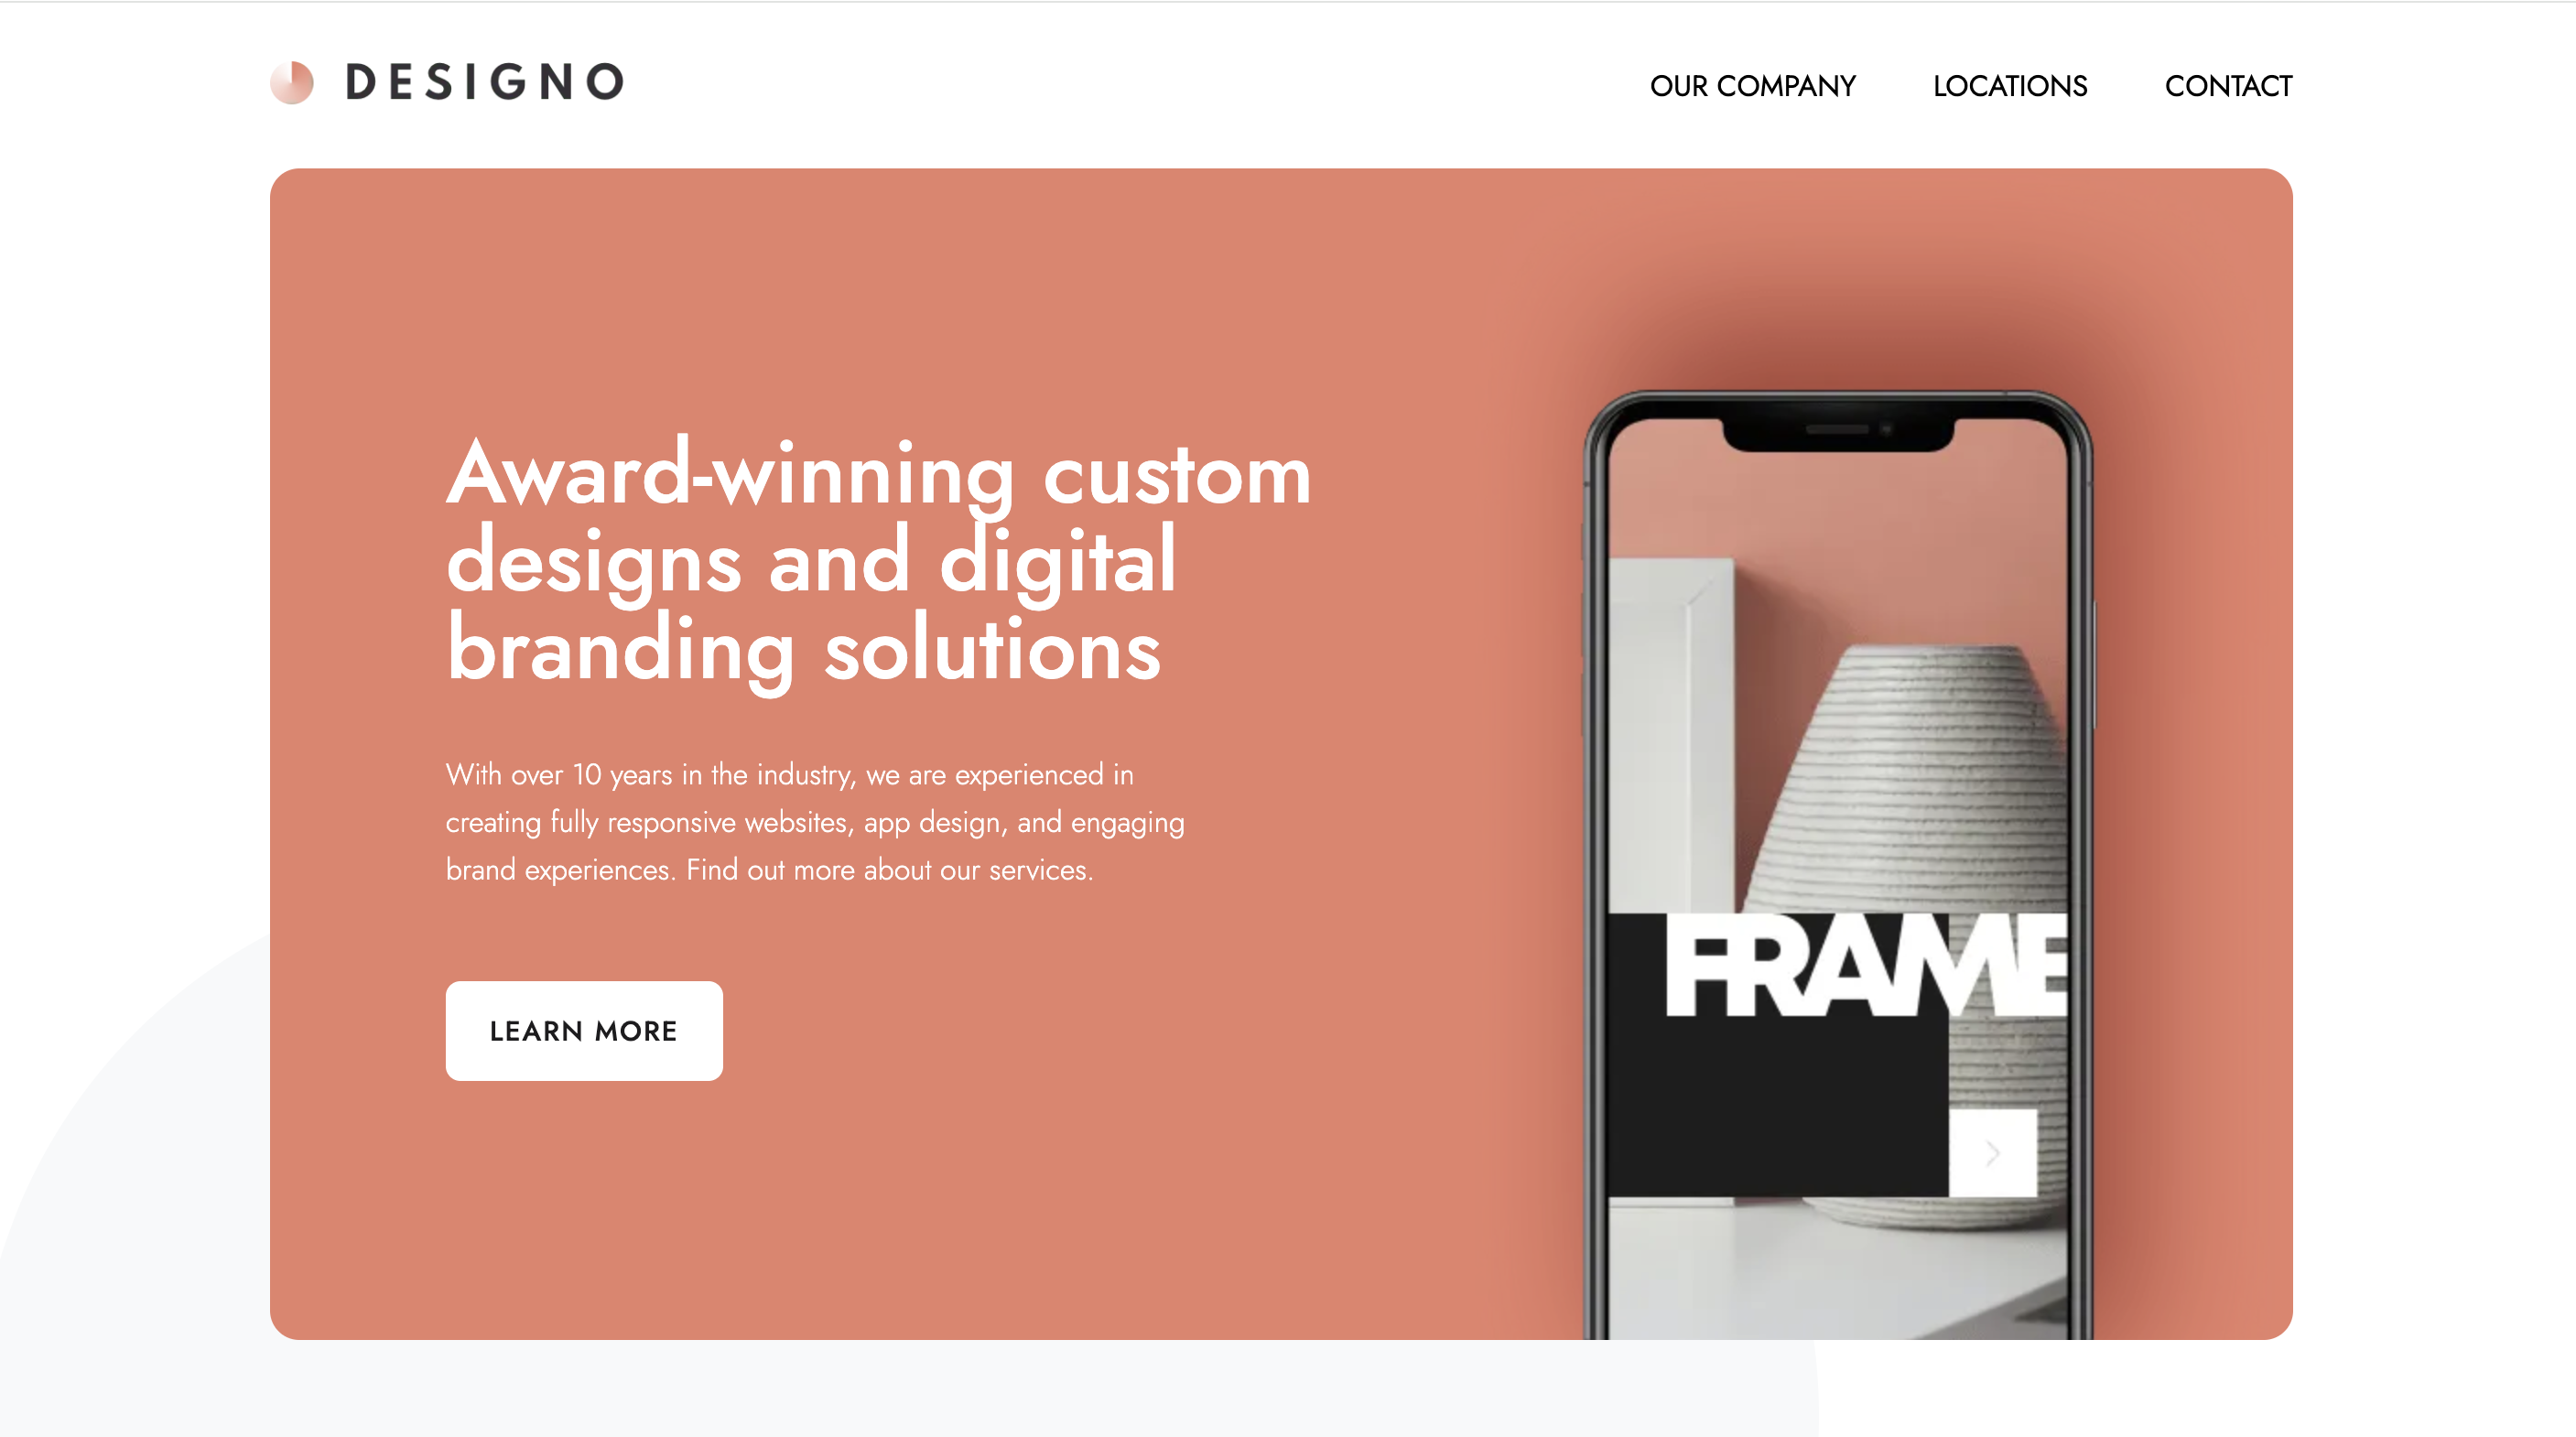 DESIGNO
OUR COMPANY
LOCATIONS
CONTACT
Award-winning custom
designs and digital
branding solutions
With over 10 years in the industry, we are experienced in
creating fully responsive websites, app design, and engaging
brand experiences. Find out more about our services.
LEARN MORE
FRAME